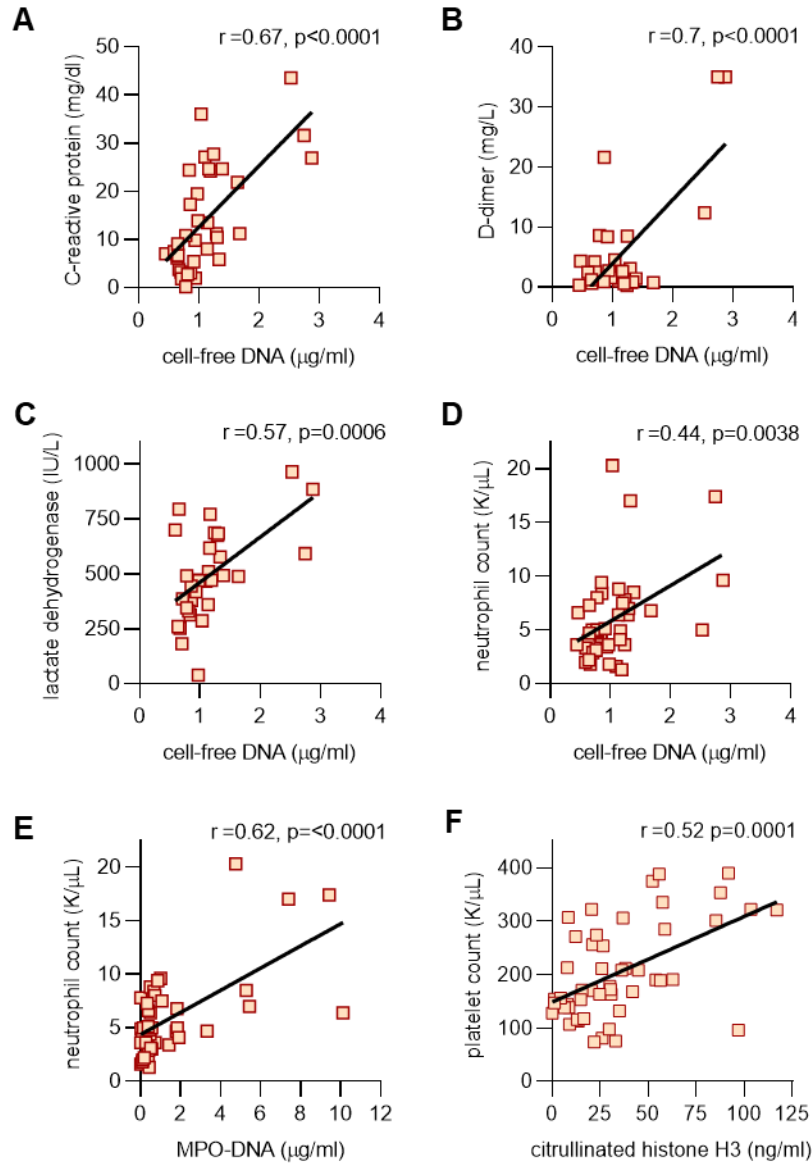 A
r =0.67, p<0.0001
C-reactive protein (mg/dl)
50
40
30
20
10
0
0 1 2 3 4
cell-free DNA (μg/ml)
B
r =0.7, p<0.0001
D-dimer (mg/L)
40
30
20
10
0
0 1 2 3 4
cell-free DNA (μg/ml)
C
r =0.57, p=0.0006
lactate dehydrogenase (IU/L)
1000
750
500
250
0
0 1 2 3 4
cell-free DNA (μg/ml)
D
r =0.44, p=0.0038
neutrophil count (K/μL)
20
15
10
5
0
0 1 2 3 4
cell-free DNA (μg/ml)
E
r =0.62, p=<0.0001
neutrophil count (K/μL)
20
15
10
5
0
0 2 4 6 8 10 12
MPO-DNA (μg/ml)
F
r =0.52 p=0.0001
platelet count (K/μL)
400
300
200
100
0
0 25 50 75 100 125
citrullinated histone H3 (ng/ml)